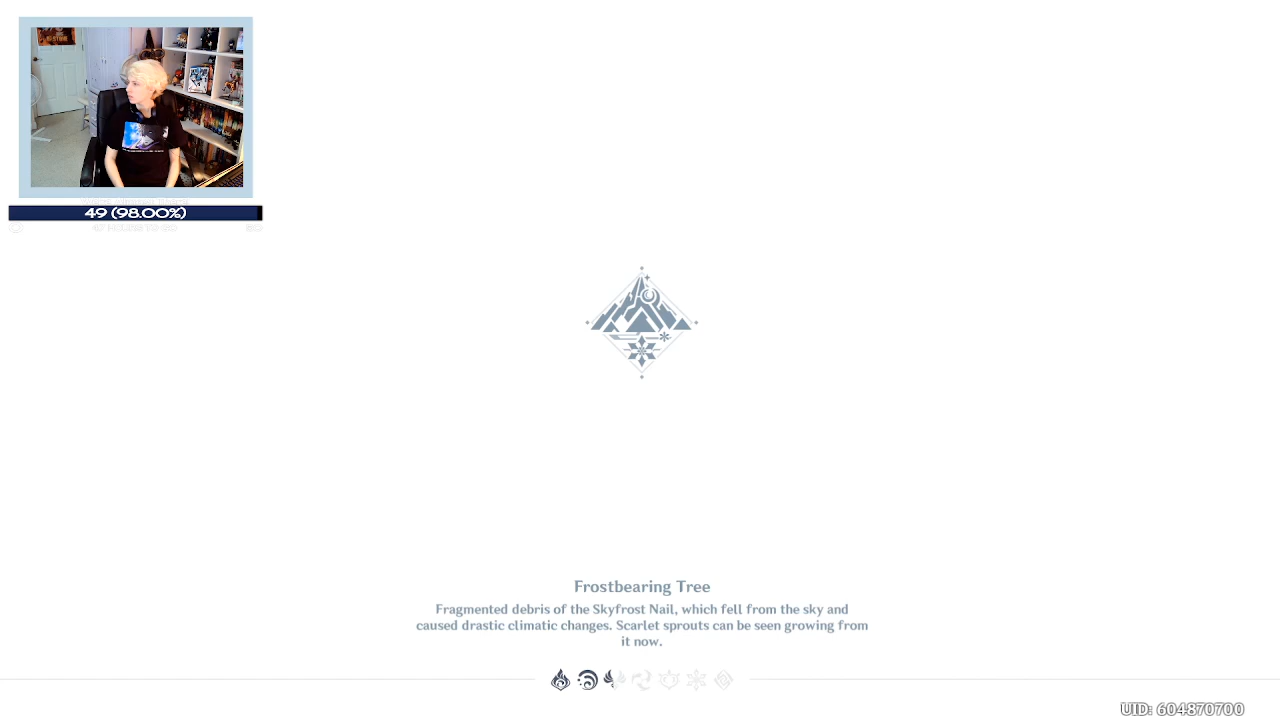 49 (98.00%)
Frostbearing Tree
Fragmented debris of the Skyfrost Nail, which fell from the sky and
caused drastic climatic changes. Scarlet sprouts can be seen growing from
it now.
UID: 604870700